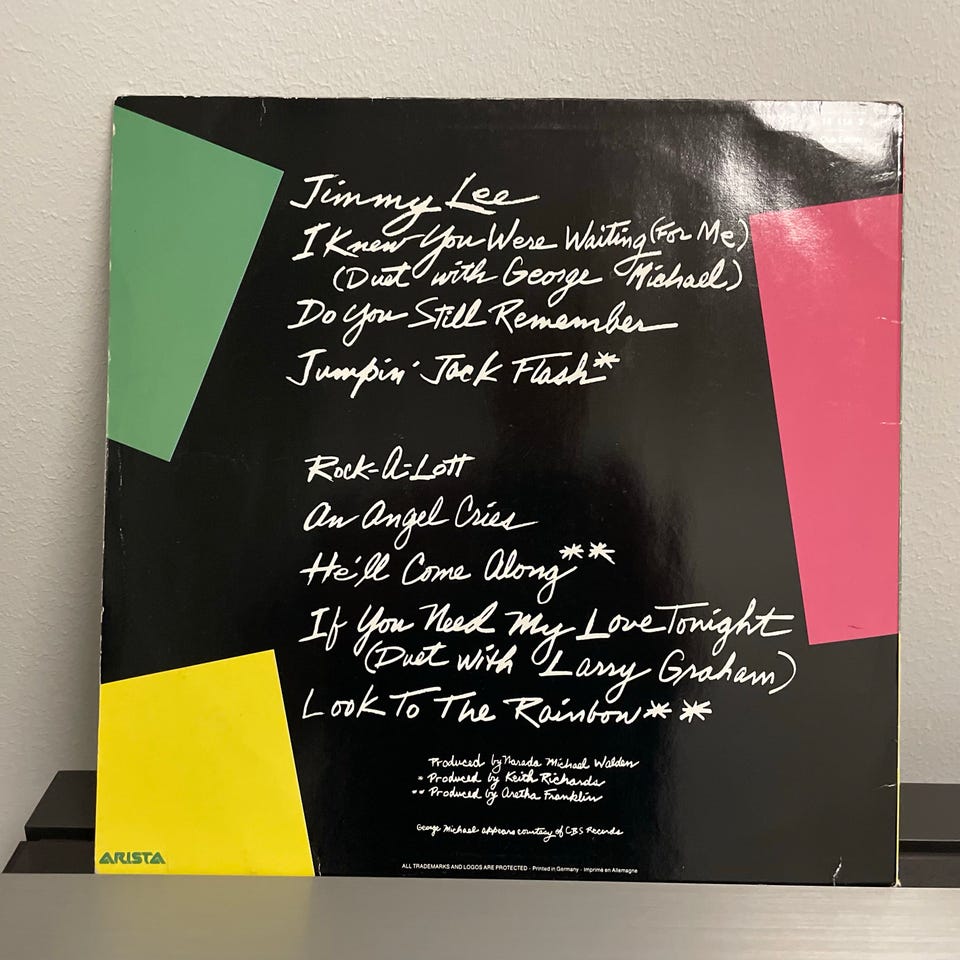 Jimmy Lee
I Knew You Were Waiting (For Me)
(Duet with George Michael)
Do You Still Remember
Jumpin' Jack Flash*
Rock-A-Lott
An Angel Cries
He'll Come Along**
If You Need My Love Tonight
(Duet with Larry Graham)
Look To The Rainbow**
Produced by Narada Michael Walden
* Produced by Keith Richards
** Produced by Aretha Franklin
George Michael appears courtesy of CBS Records
ARISTA
ALL TRADEMARKS AND LOGOS ARE PROTECTED · Printed in Germany · Imprimé en Allemagne